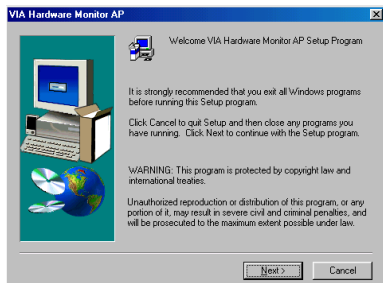 VIA Hardware Monitor AP
Welcome VIA Hardware Monitor AP Setup Program
It is strongly recommended that you exit all Windows programs
before running this Setup program.
Click Cancel to quit Setup and then close any programs you
have running. Click Next to continue with the Setup program.
WARNING: This program is protected by copyright law and
international treaties.
Unauthorized reproduction or distribution of this program, or any
portion of it, may result in severe civil and criminal penalties, and
will be prosecuted to the maximum extent possible under law.
Next >
Cancel